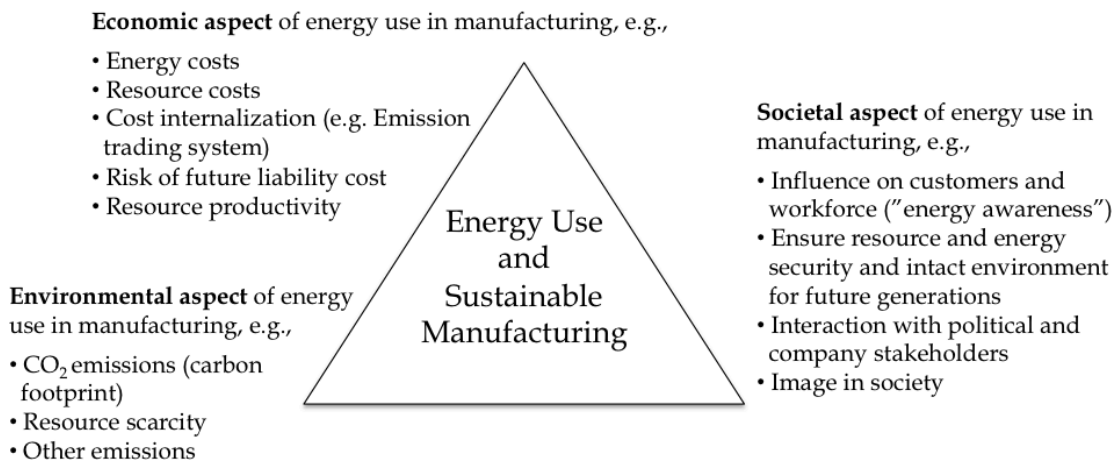 Economic aspect of energy use in manufacturing, e.g.,
• Energy costs
• Resource costs
• Cost internalization (e.g. Emission
trading system)
• Risk of future liability cost
• Resource productivity
Environmental aspect of energy
use in manufacturing, e.g.,
• CO₂ emissions (carbon
footprint)
• Resource scarcity
• Other emissions
Energy Use
and
Sustainable
Manufacturing
Societal aspect of energy use in
manufacturing, e.g.,
• Influence on customers and
workforce (”energy awareness”)
• Ensure resource and energy
security and intact environment
for future generations
• Interaction with political and
company stakeholders
• Image in society